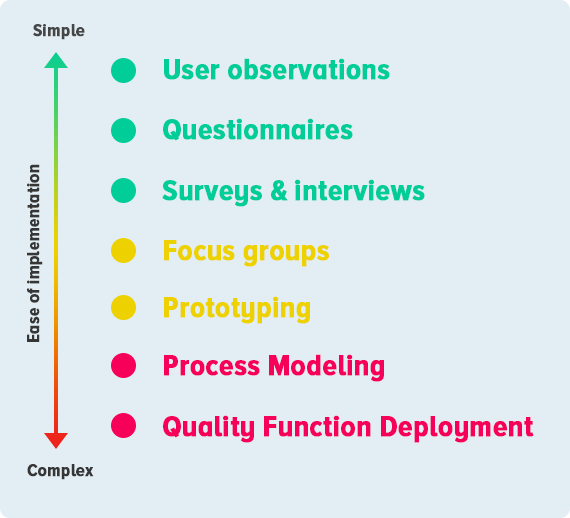 Simple
User observations
Questionnaires
Surveys & interviews
Ease of implementation
Focus groups
Prototyping
Process Modeling
Quality Function Deployment
Complex